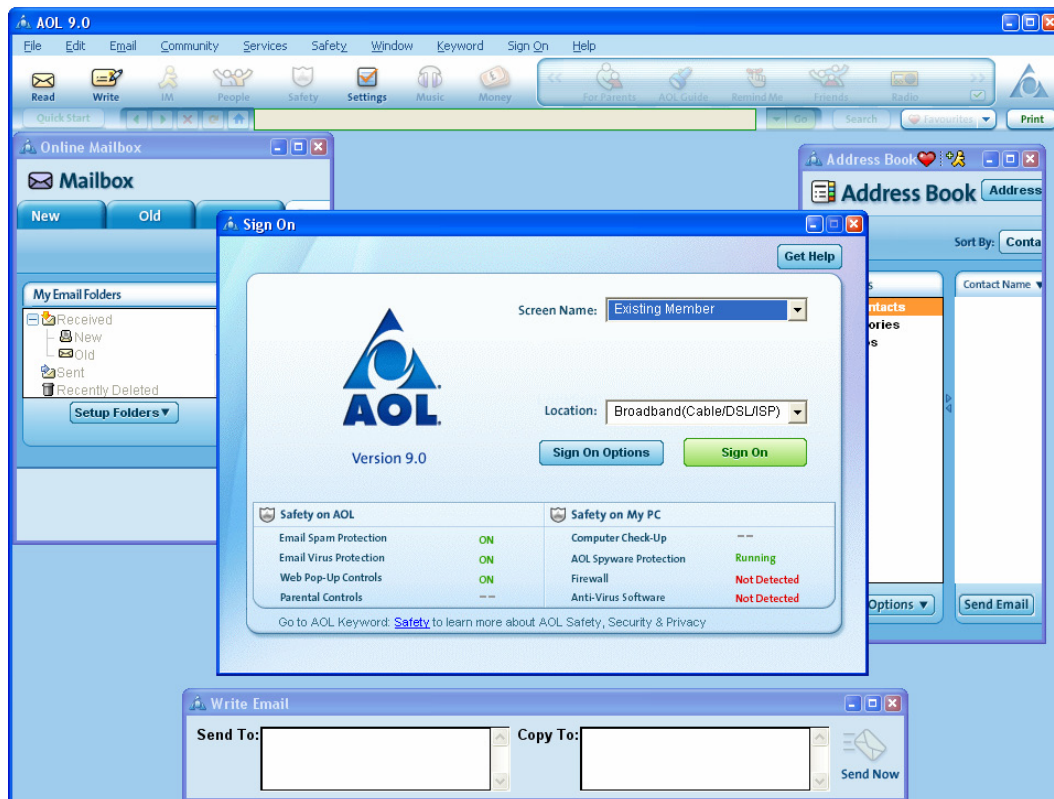 AOL 9.0
File Edit Email Community Services Safety Window Keyword Sign On Help
Read Write IM People Safety Settings Music Money << For Parents AOL Guide Remind Me Friends Radio >>
Quick Start Go Search Favourites Print
Online Mailbox
Mailbox
New Old
My Email Folders
Received
New
Old
Sent
Recently Deleted
Setup Folders
Address Book
Address Book Address
Sort By: Conta
s Contact Name
ntacts
ories
s
Options Send Email
Sign On
Get Help
Screen Name: Existing Member
AOL
Version 9.0
Location: Broadband(Cable/DSL/ISP)
Sign On Options Sign On
Safety on AOL
Email Spam Protection ON
Email Virus Protection ON
Web Pop-Up Controls ON
Parental Controls --
Safety on My PC
Computer Check-Up --
AOL Spyware Protection Running
Firewall Not Detected
Anti-Virus Software Not Detected
Go to AOL Keyword: Safety to learn more about AOL Safety, Security & Privacy
Write Email
Send To: Copy To:
Send Now